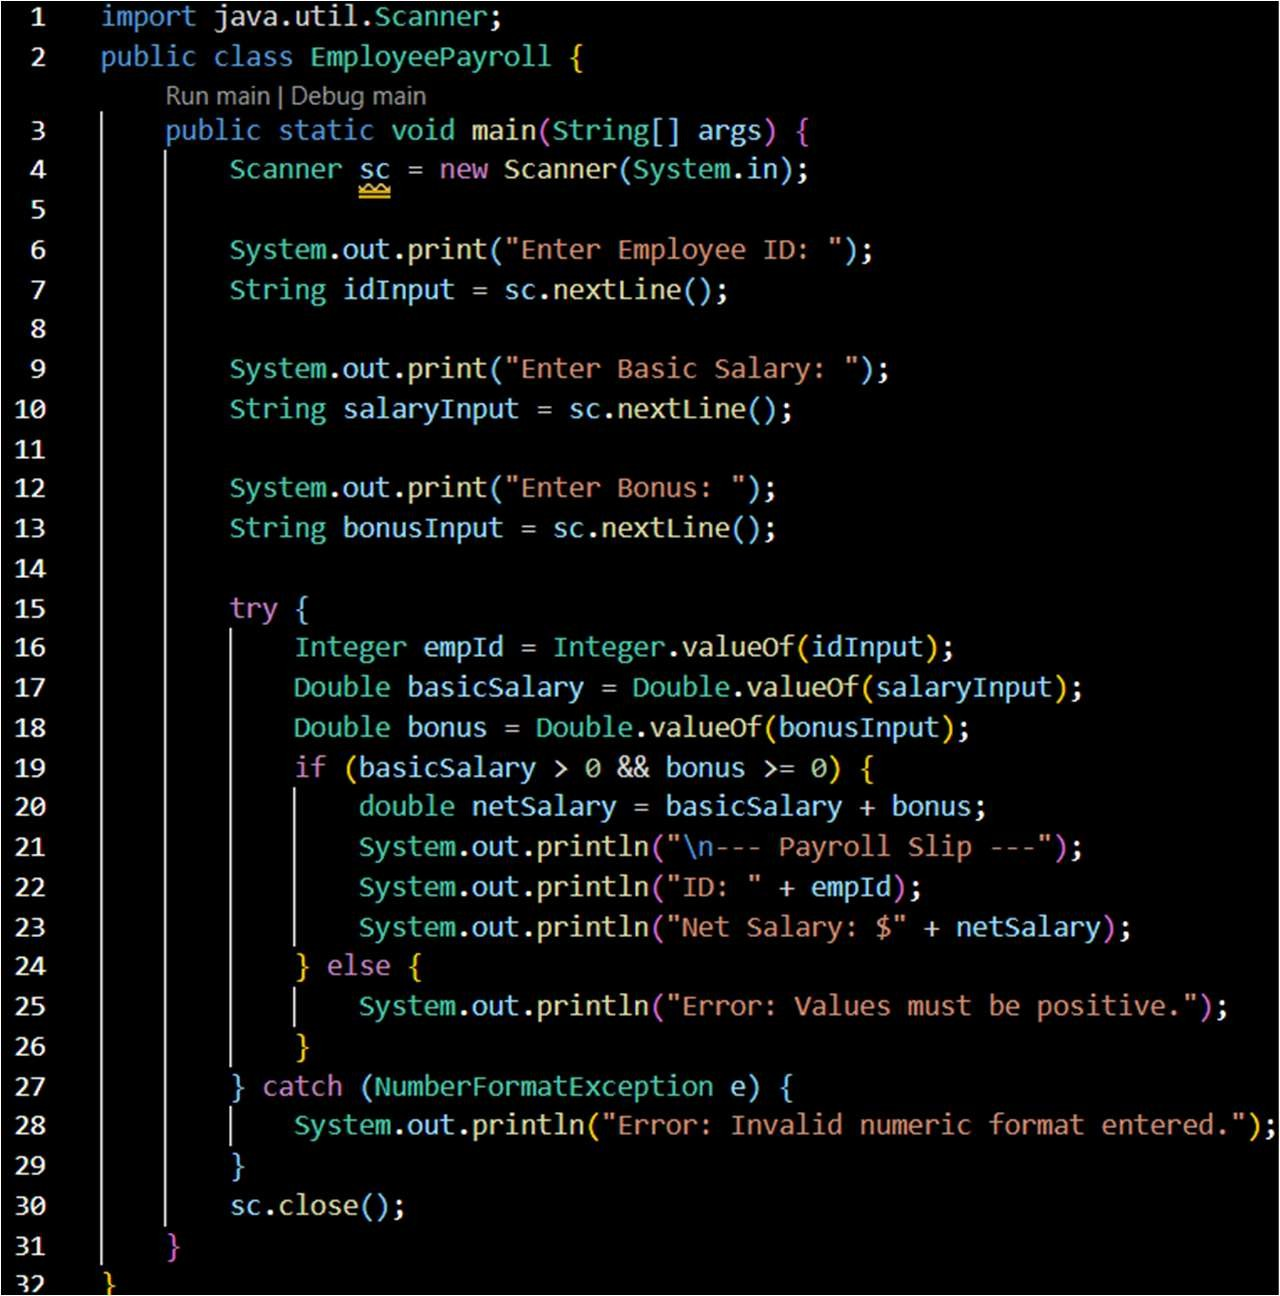 1 import java.util.Scanner;
2 public class EmployeePayroll {
Run main | Debug main
3 public static void main(String[] args) {
4 Scanner sc = new Scanner(System.in);
5
6 System.out.print("Enter Employee ID: ");
7 String idInput = sc.nextLine();
8
9 System.out.print("Enter Basic Salary: ");
10 String salaryInput = sc.nextLine();
11
12 System.out.print("Enter Bonus: ");
13 String bonusInput = sc.nextLine();
14
15 try {
16 Integer empId = Integer.valueOf(idInput);
17 Double basicSalary = Double.valueOf(salaryInput);
18 Double bonus = Double.valueOf(bonusInput);
19 if (basicSalary > 0 && bonus >= 0) {
20 double netSalary = basicSalary + bonus;
21 System.out.println("\n--- Payroll Slip ---");
22 System.out.println("ID: " + empId);
23 System.out.println("Net Salary: $" + netSalary);
24 } else {
25 System.out.println("Error: Values must be positive.");
26 }
27 } catch (NumberFormatException e) {
28 System.out.println("Error: Invalid numeric format entered.");
29 }
30 sc.close();
31 }
32 }